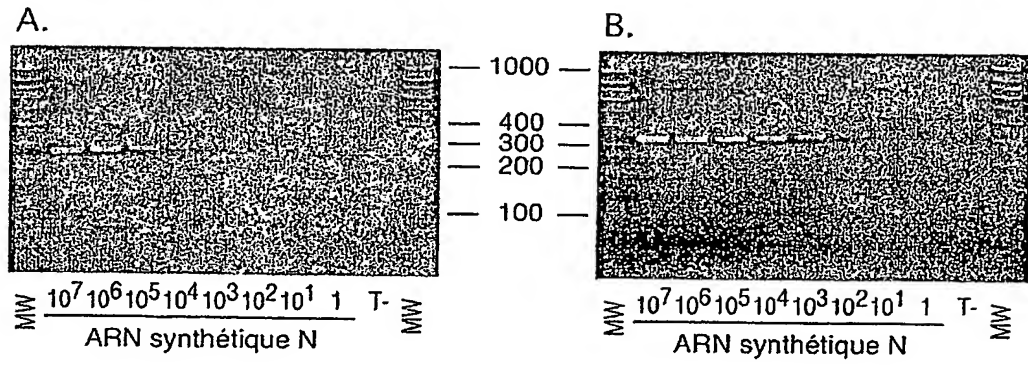 A.
B.
1000
400
300
200
100
MW 10⁷ 10⁶ 10⁵ 10⁴ 10³ 10² 10¹ 1 T- MW
ARN synthétique N
MW 10⁷ 10⁶ 10⁵ 10⁴ 10³ 10² 10¹ 1 T- MW
ARN synthétique N